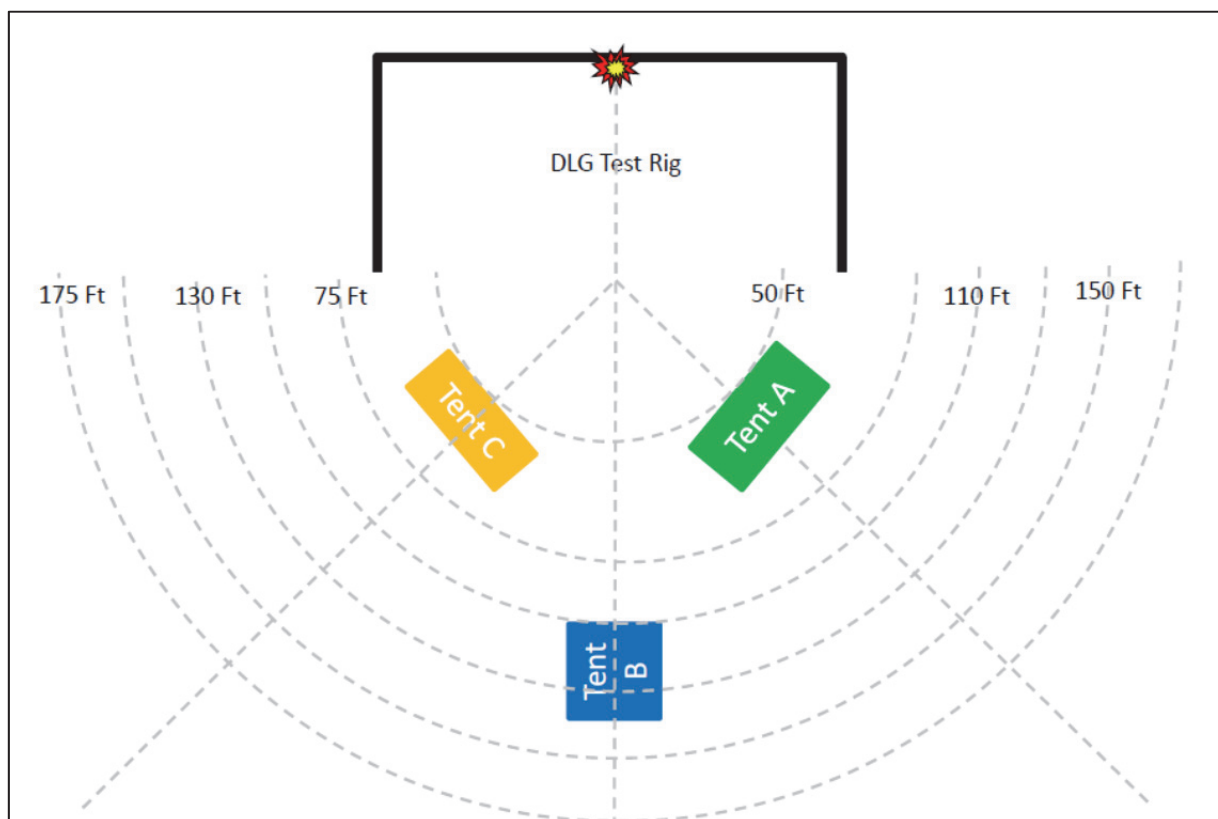 DLG Test Rig
175 Ft
130 Ft
75 Ft
50 Ft
110 Ft
150 Ft
Tent C
Tent A
Tent
B